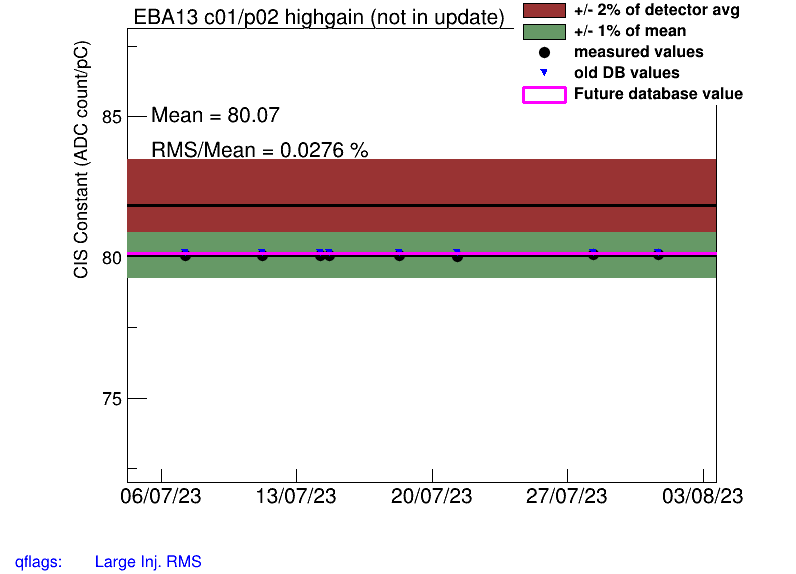 EBA13 c01/p02 highgain (not in update)
+/- 2% of detector avg
+/- 1% of mean
measured values
old DB values
Future database value
CIS Constant (ADC count/pC)
85
80
75
Mean = 80.07
RMS/Mean = 0.0276 %
06/07/23 13/07/23 20/07/23 27/07/23 03/08/23
qflags: Large Inj. RMS